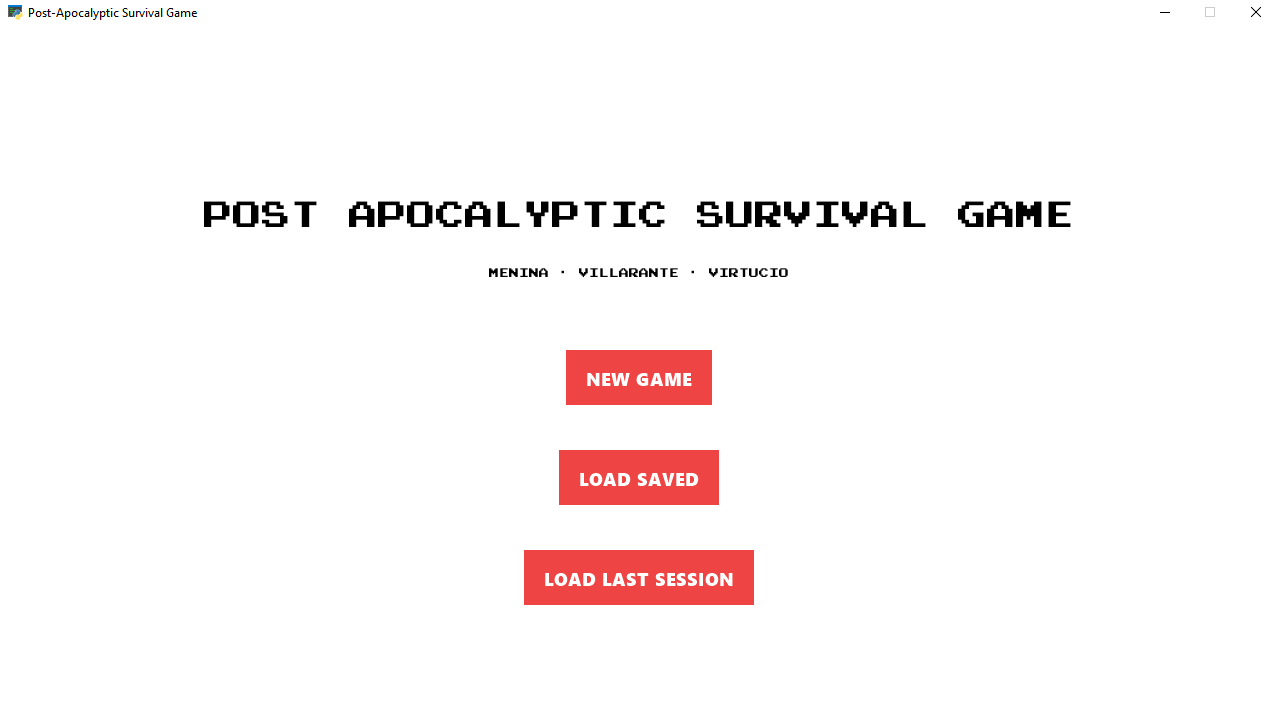 Post-Apocalyptic Survival Game
POST APOCALYPTIC SURVIVAL GAME
MENINA · VILLARANTE · VIRTUCIO
NEW GAME
LOAD SAVED
LOAD LAST SESSION